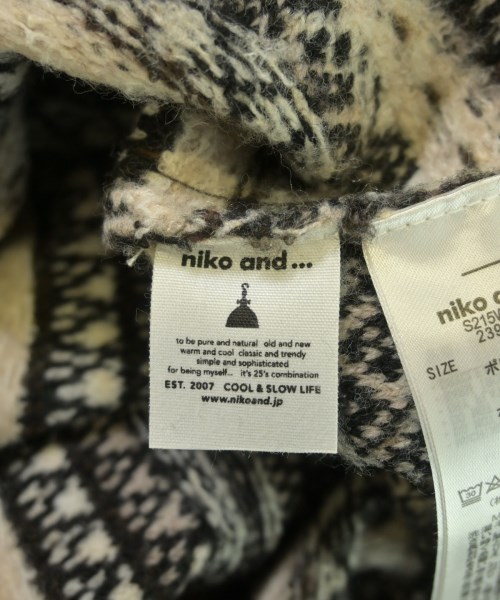 niko and...
to be pure and natural old and new
warm and cool classic and trendy
simple and sophisticated
for being myself... it's 25's combination
EST. 2007 COOL & SLOW LIFE
www.nikoand.jp
niko
S215
239
SIZE
30